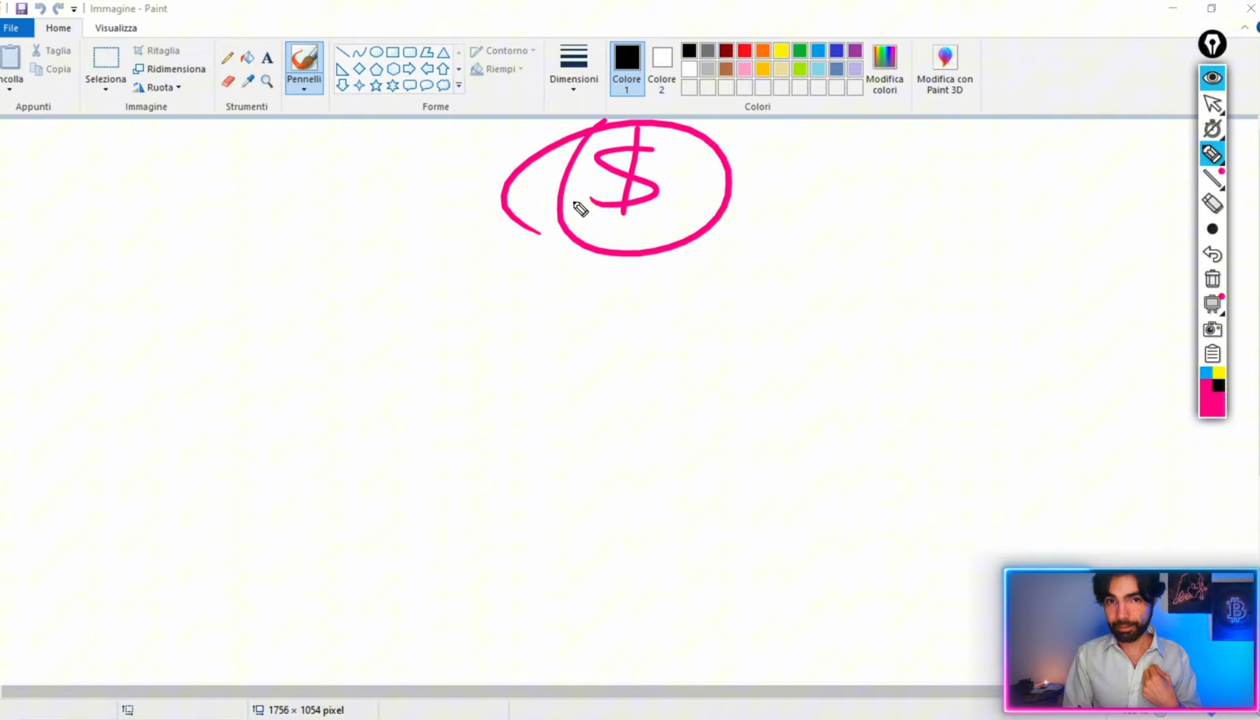 Immagine - Paint
File Home Visualizza
Taglia
Copia
Appunti
Seleziona
Ritaglia
Ridimensiona
Ruota
Immagine
Strumenti
Pennelli
Contorno
Riempi
Forme
Dimensioni
Colore 1
Colore 2
Modifica colori
Colori
Modifica con Paint 3D
$
1756 × 1054 pixel